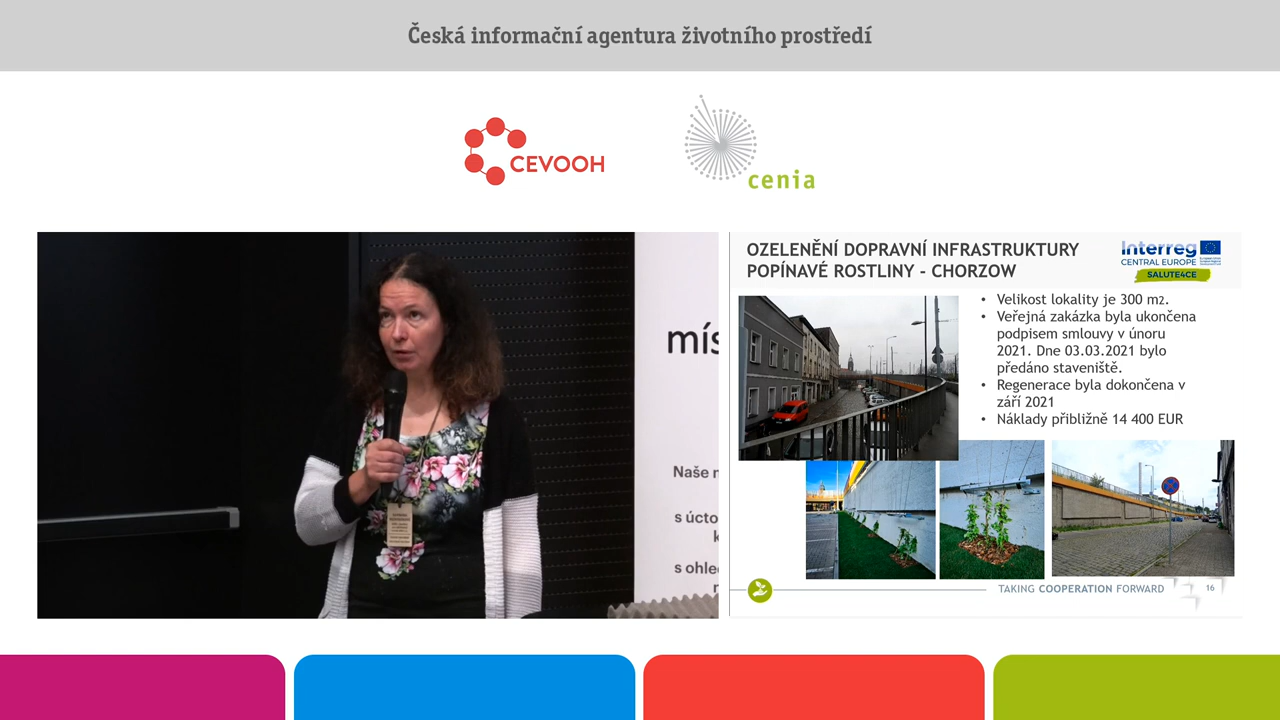 Česká informační agentura životního prostředí
CEVOOH
cenia
mís
Naše
s úcto
k
s ohle
OZELENĚNÍ DOPRAVNÍ INFRASTRUKTURY
POPÍNAVÉ ROSTLINY - CHORZOW
Interreg
CENTRAL EUROPE
SALUTE4CE
• Velikost lokality je 300 m2.
• Veřejná zakázka byla ukončena
podpisem smlouvy v únoru
2021. Dne 03.03.2021 bylo
předáno staveniště.
• Regenerace byla dokončena v
září 2021
• Náklady přibližně 14 400 EUR
TAKING COOPERATION FORWARD
16